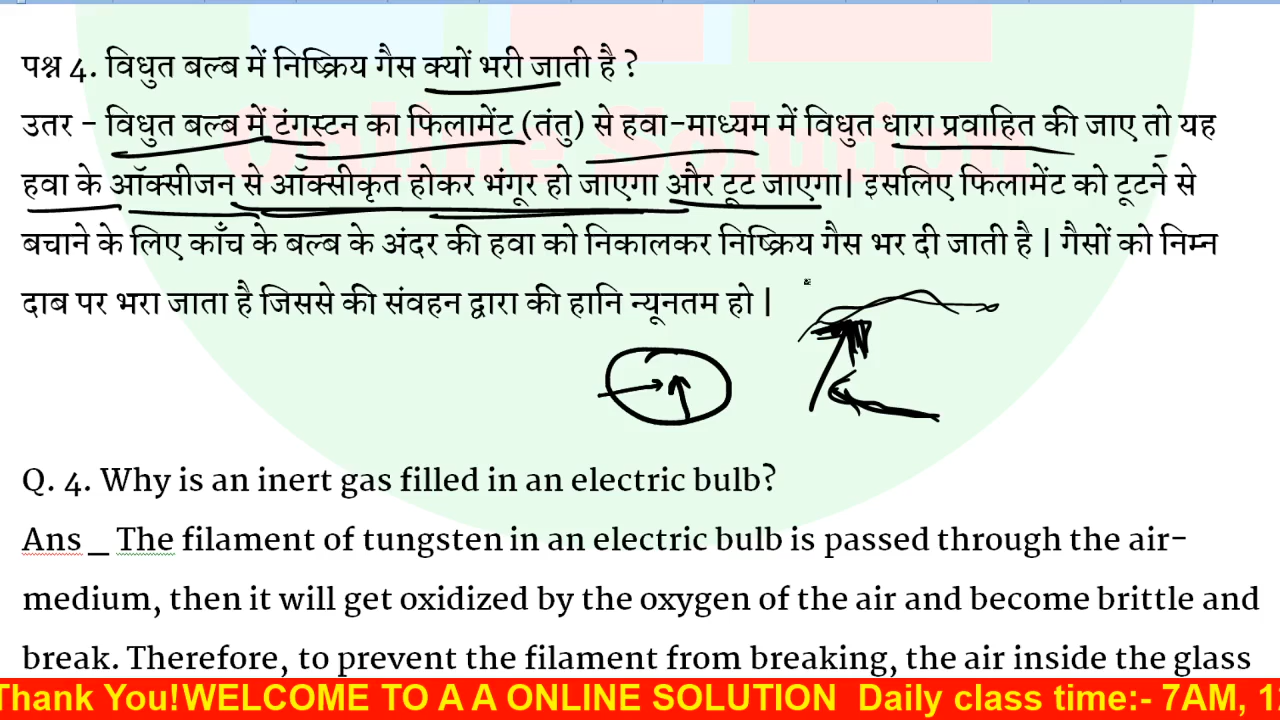 पश्न 4. विधुत बल्ब में निष्क्रिय गैस क्यों भरी जाती है ?
उतर - विधुत बल्ब में टंगस्टन का फिलामेंट (तंतु) से हवा-माध्यम में विधुत धारा प्रवाहित की जाए तो यह
हवा के ऑक्सीजन से ऑक्सीकृत होकर भंगूर हो जाएगा और टूट जाएगा| इसलिए फिलामेंट को टूटने से
बचाने के लिए काँच के बल्ब के अंदर की हवा को निकालकर निष्क्रिय गैस भर दी जाती है | गैसों को निम्न
दाब पर भरा जाता है जिससे की संवहन द्वारा की हानि न्यूनतम हो |
Online Solution
Q. 4. Why is an inert gas filled in an electric bulb?
Ans _ The filament of tungsten in an electric bulb is passed through the air-
medium, then it will get oxidized by the oxygen of the air and become brittle and
break. Therefore, to prevent the filament from breaking, the air inside the glass
Thank You!WELCOME TO A A ONLINE SOLUTION Daily class time:- 7AM, 1